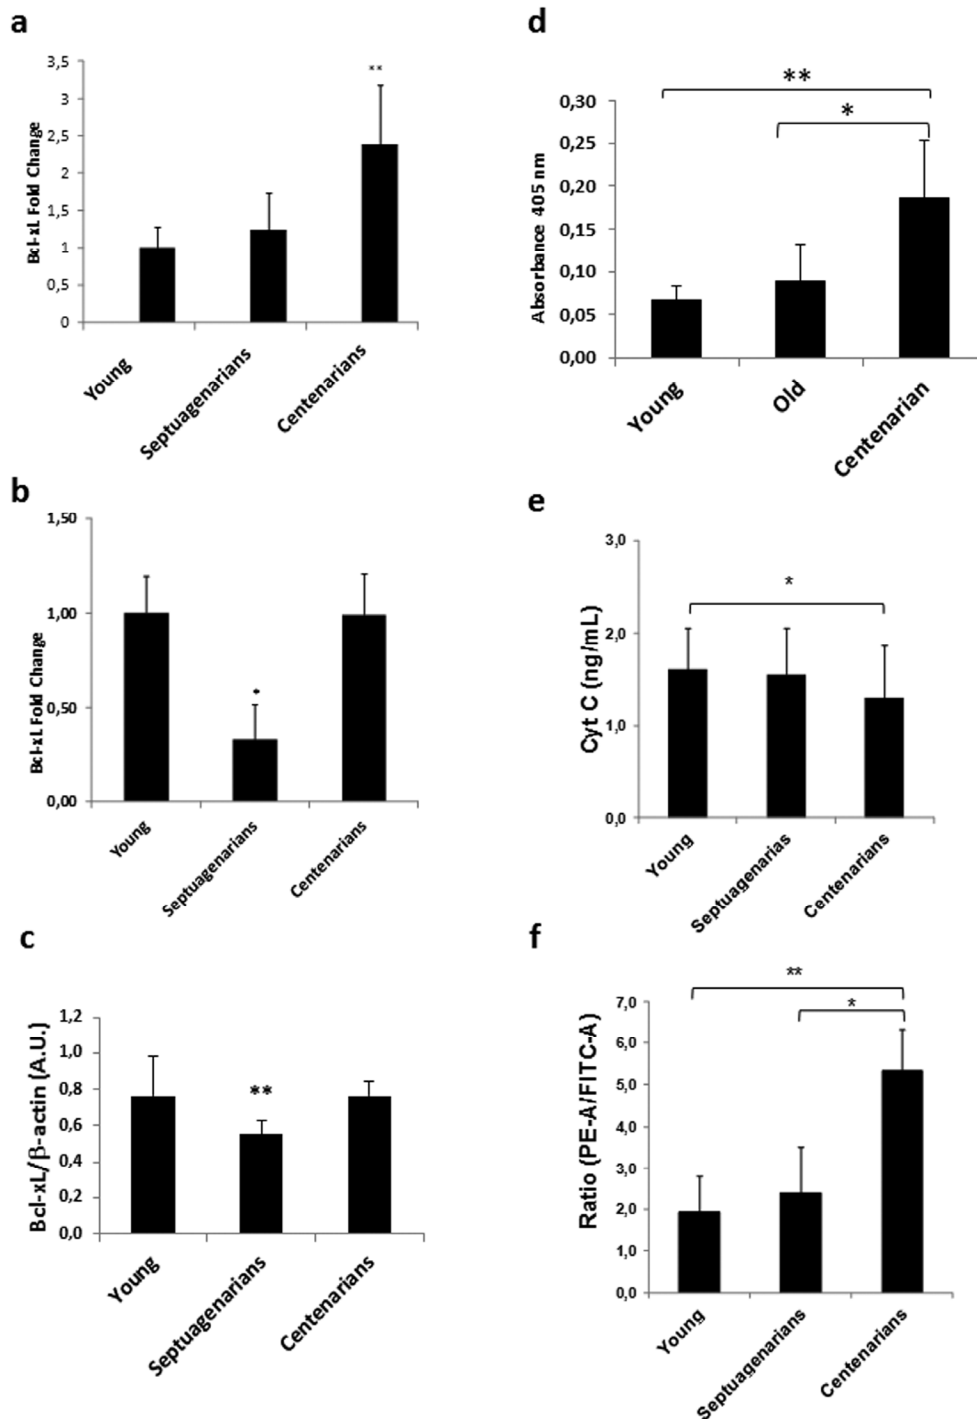 a
**
3,5
3
2,5
2
1,5
1
0,5
0
Bcl-xL Fold Change
Young
Septuagenarians
Centenarians
b
1,50
1,00
0,50
0,00
*
Bcl-xL Fold Change
Young
Septuagenarians
Centenarians
c
1,2
1,0
0,8
0,6
0,4
0,2
0,0
**
Bcl-xL/β-actin (A.U.)
Young
Septuagenarians
Centenarians
d
**
*
0,30
0,25
0,20
0,15
0,10
0,05
0,00
Absorbance 405 nm
Young
Old
Centenarian
e
3,0
2,0
1,0
0,0
*
Cyt C (ng/mL)
Young
Septuagenarias
Centenarians
f
**
*
7,0
6,0
5,0
4,0
3,0
2,0
1,0
0,0
Ratio (PE-A/FITC-A)
Young
Septuagenarians
Centenarians